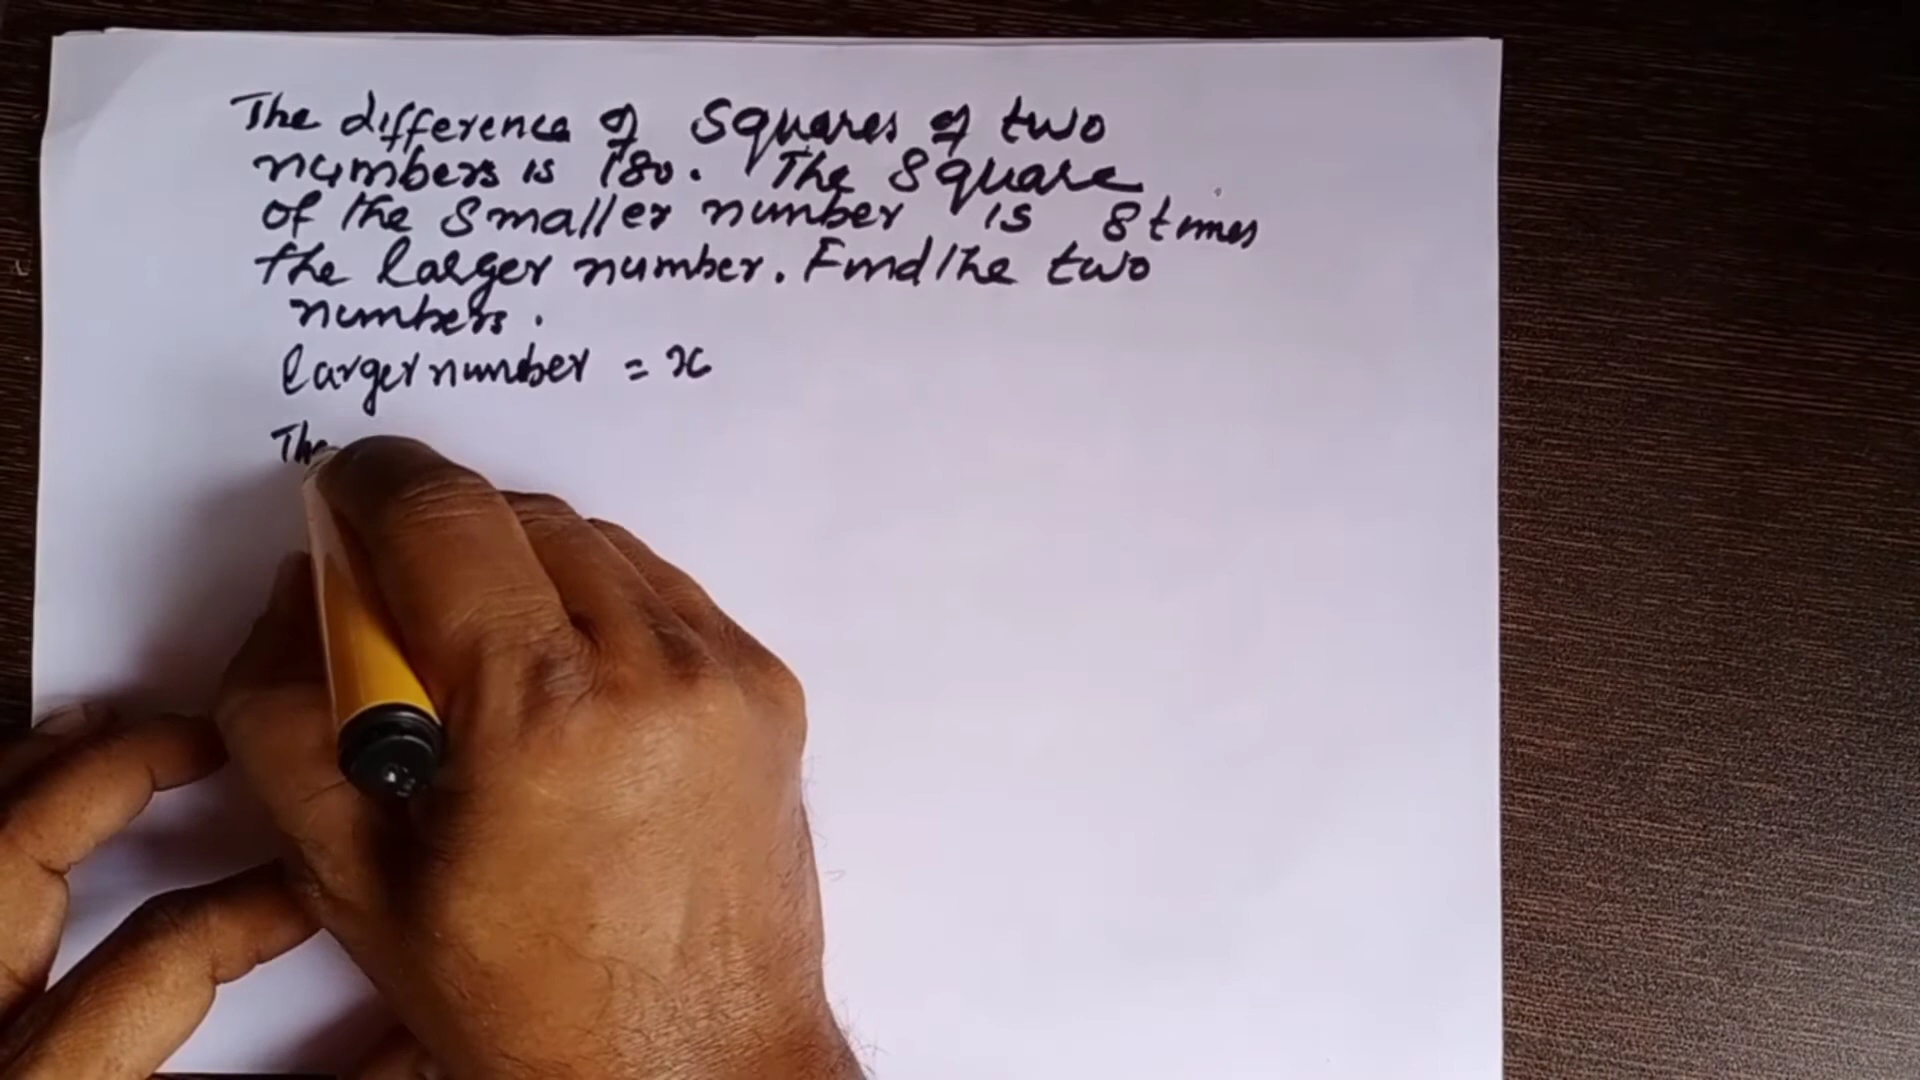 The difference of squares of two
numbers is 180. The square
of the smaller number is 8 times
the larger number. Find the two
numbers.
larger number = x
The